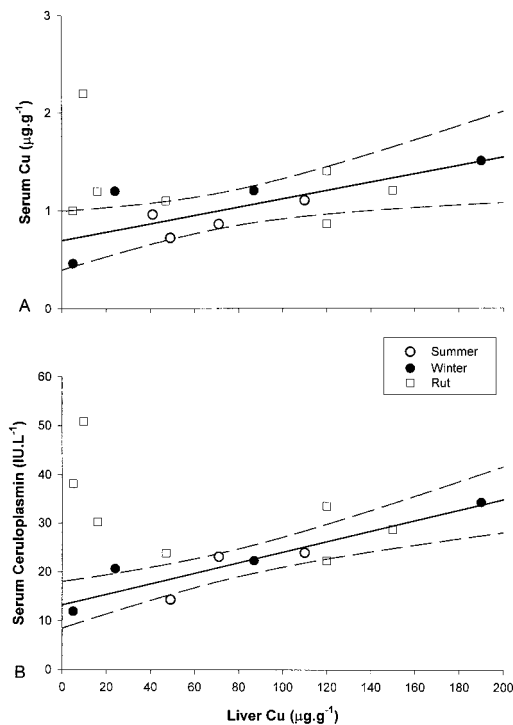 3
2
1
0
Serum Cu (μg.g⁻¹)
A
Summer
Winter
Rut
60
50
40
30
20
10
0
Serum Ceruloplasmin (IU.L⁻¹)
B
0 20 40 60 80 100 120 140 160 180 200
Liver Cu (μg.g⁻¹)